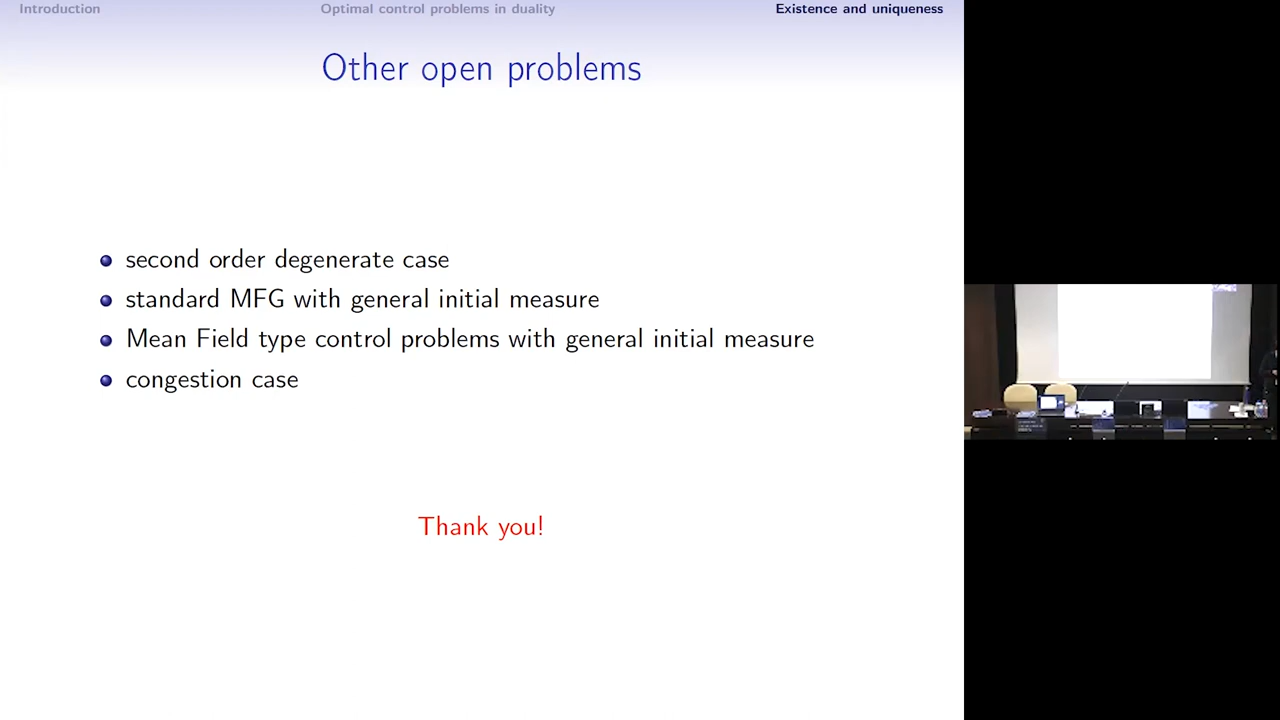 Introduction
Optimal control problems in duality
Existence and uniqueness
Other open problems
second order degenerate case
standard MFG with general initial measure
Mean Field type control problems with general initial measure
congestion case
Thank you!